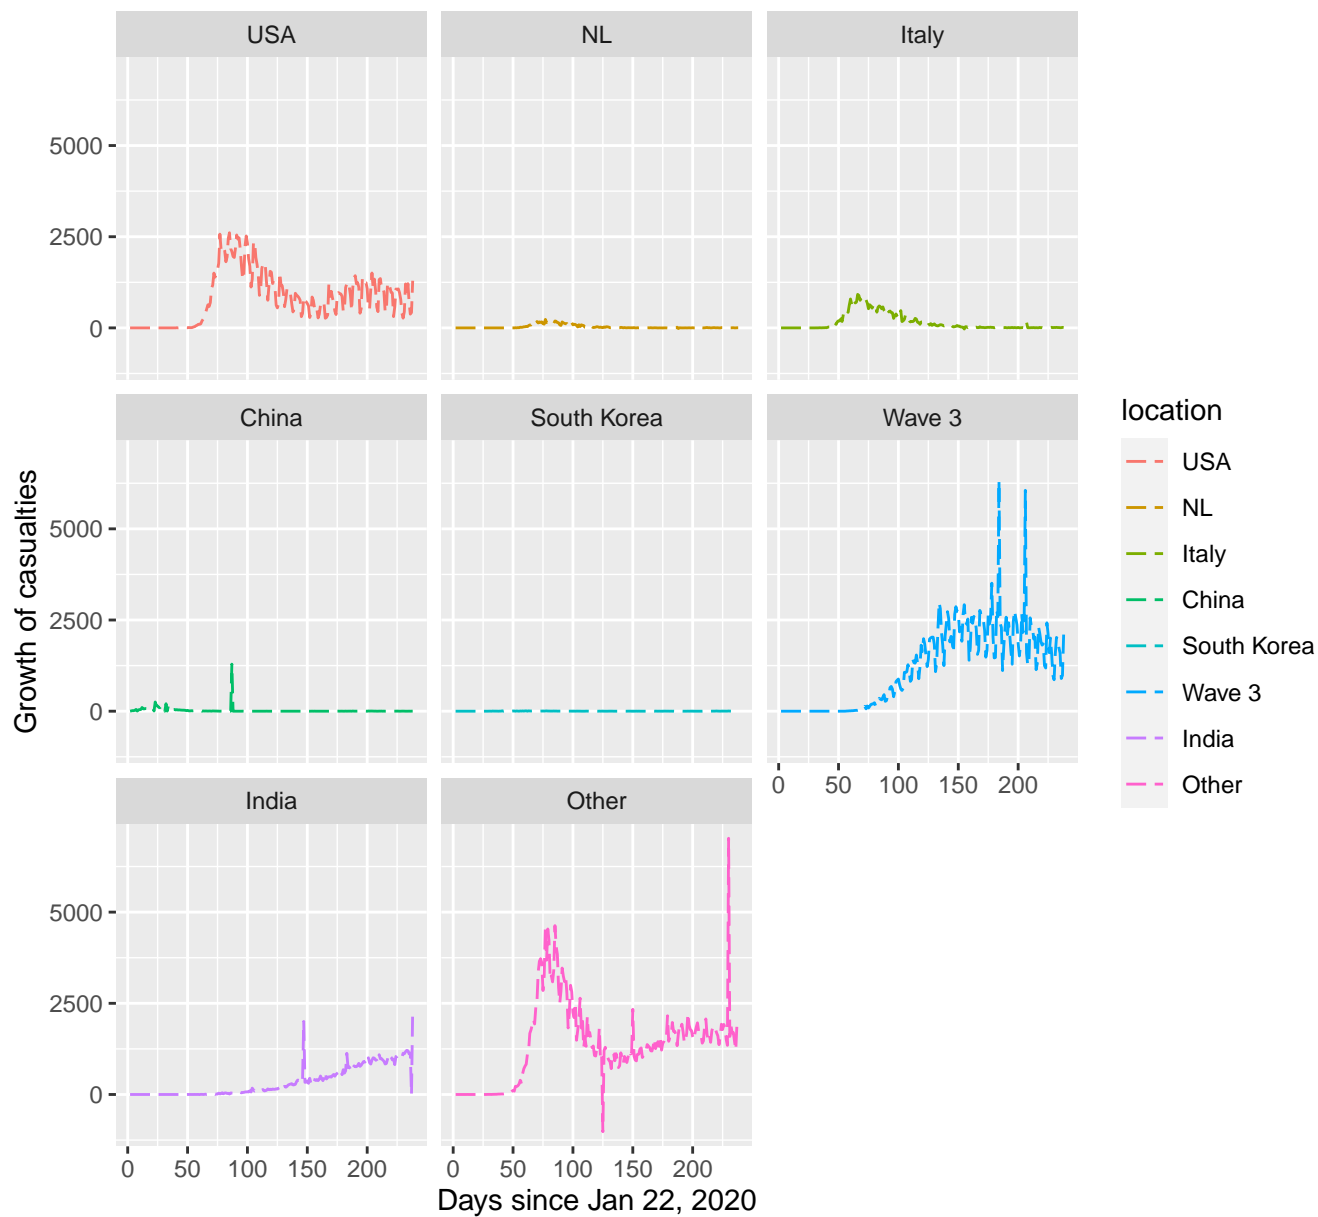 USA
NL
Italy
5000
2500
0
China
South Korea
Wave 3
5000
2500
0
0 50 100 150 200
India
Other
5000
2500
0
0 50 100 150 200
0 50 100 150 200
Growth of casualties
Days since Jan 22, 2020
location
USA
NL
Italy
China
South Korea
Wave 3
India
Other